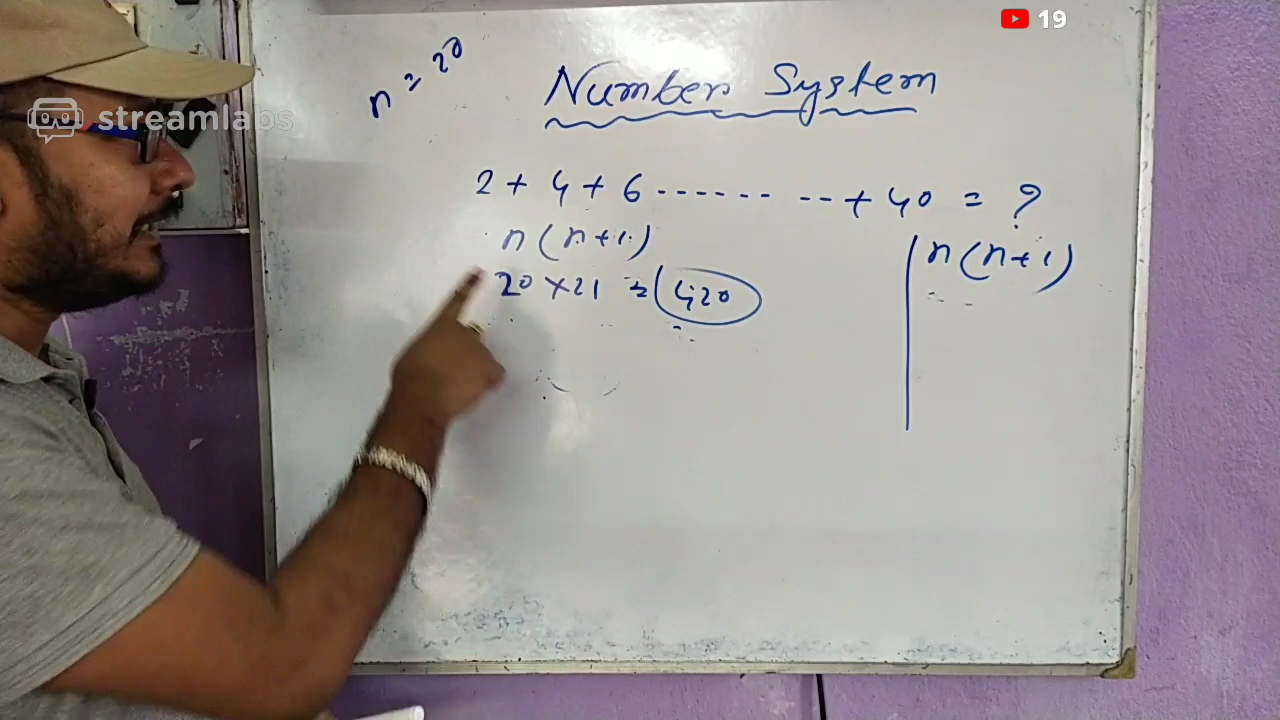 19
streamlabs
n = 20
Number System
2 + 4 + 6 ------ --+ 40 = ?
n (n+1)
20 × 21 = 420
n (n+1)